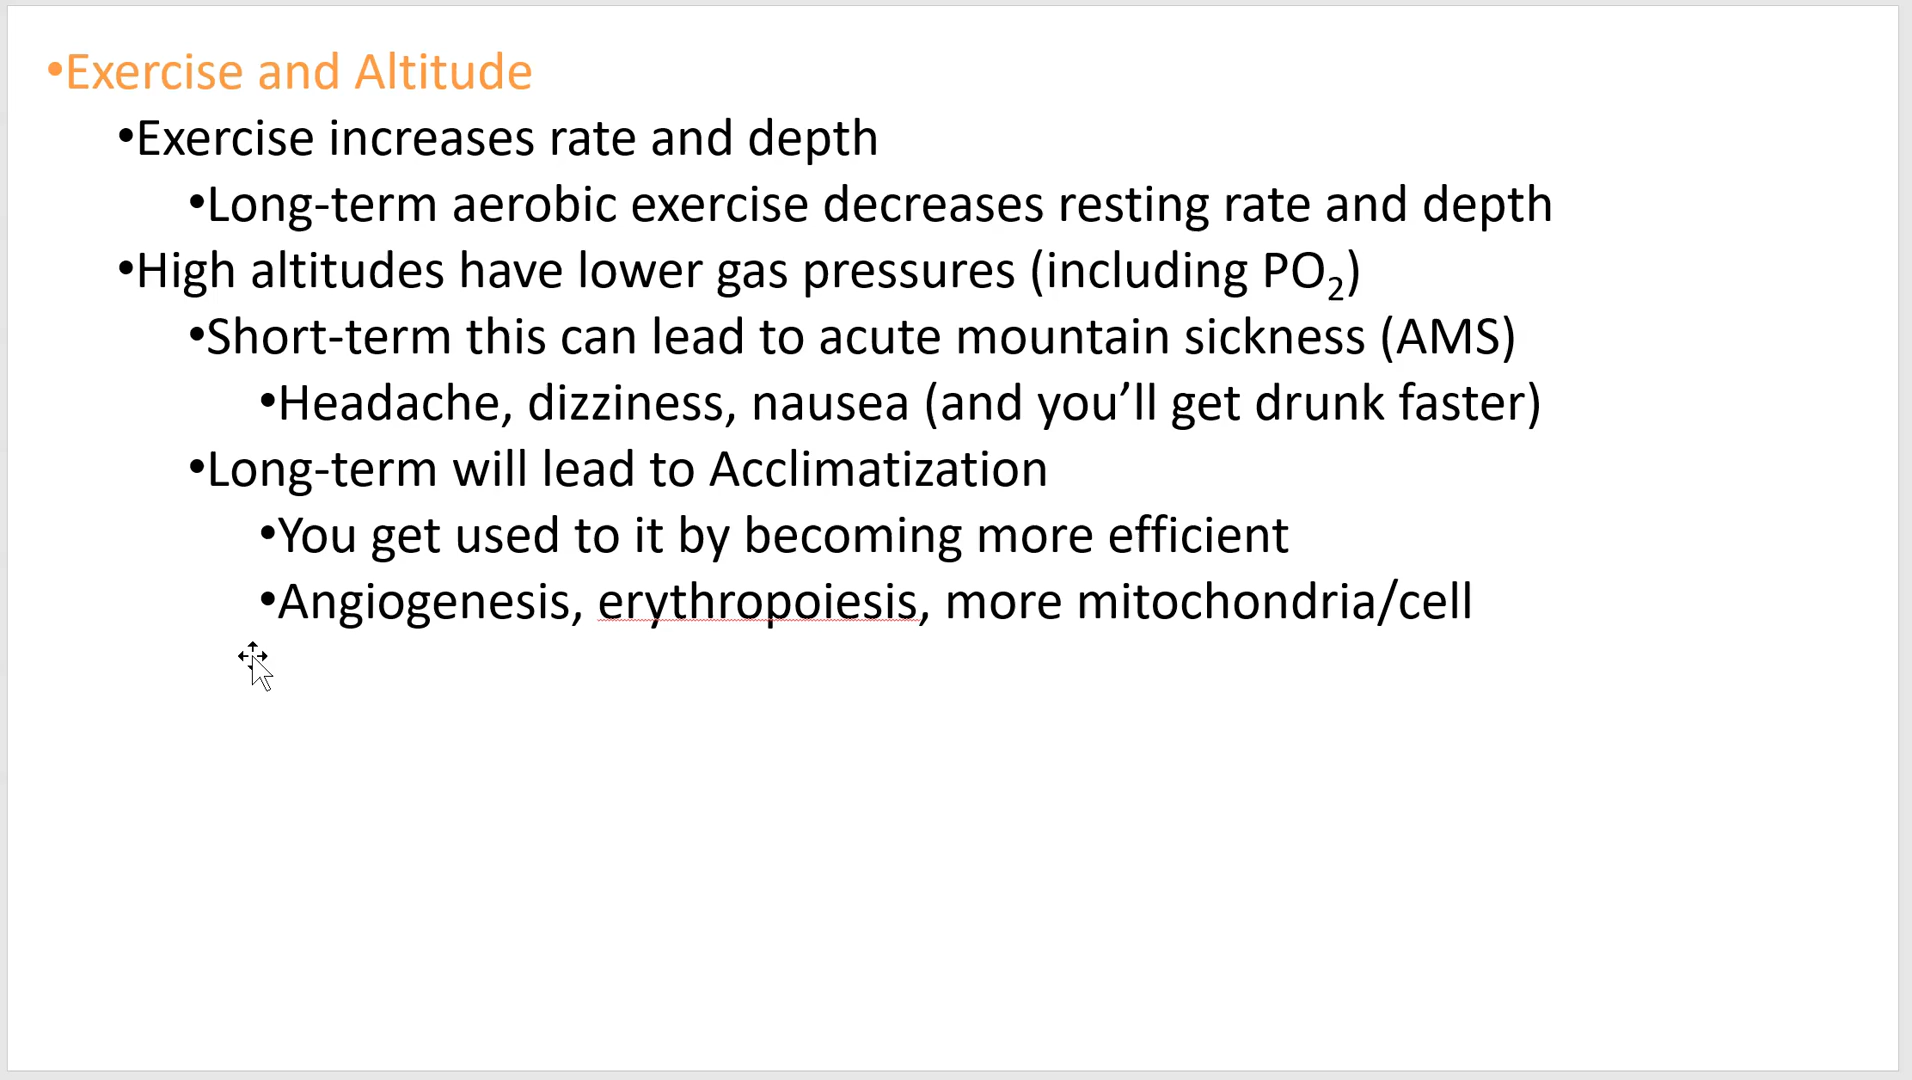 •Exercise and Altitude
•Exercise increases rate and depth
•Long-term aerobic exercise decreases resting rate and depth
•High altitudes have lower gas pressures (including PO₂)
•Short-term this can lead to acute mountain sickness (AMS)
•Headache, dizziness, nausea (and you’ll get drunk faster)
•Long-term will lead to Acclimatization
•You get used to it by becoming more efficient
•Angiogenesis, erythropoiesis, more mitochondria/cell